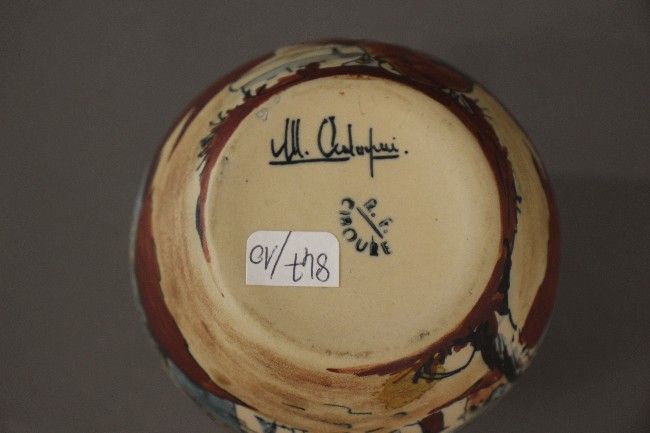 M.
R.F.
CIBOURE
847/10